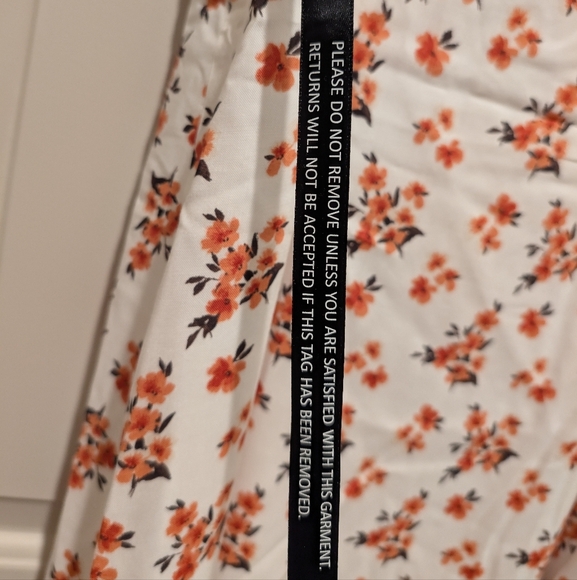 PLEASE DO NOT REMOVE UNLESS YOU ARE SATISFIED WITH THIS GARMENT.
RETURNS WILL NOT BE ACCEPTED IF THIS TAG HAS BEEN REMOVED.